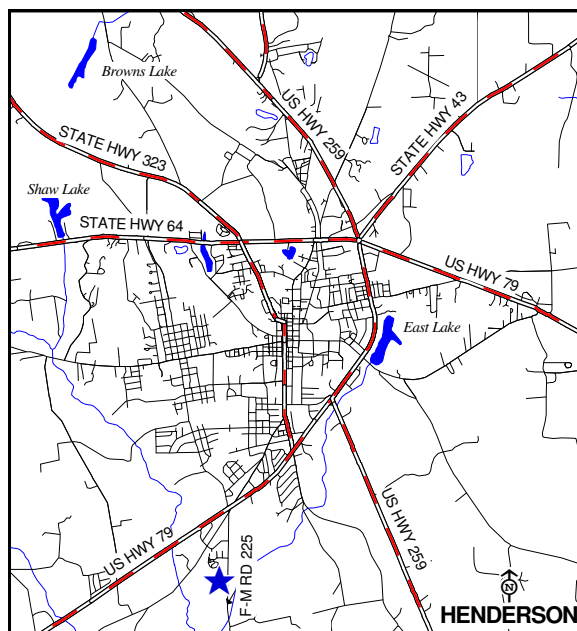 Browns Lake
US HWY 259
STATE HWY 43
STATE HWY 323
Shaw Lake
STATE HWY 64
US HWY 79
East Lake
US HWY 79
F-M RD 225
US HWY 259
N
HENDERSON